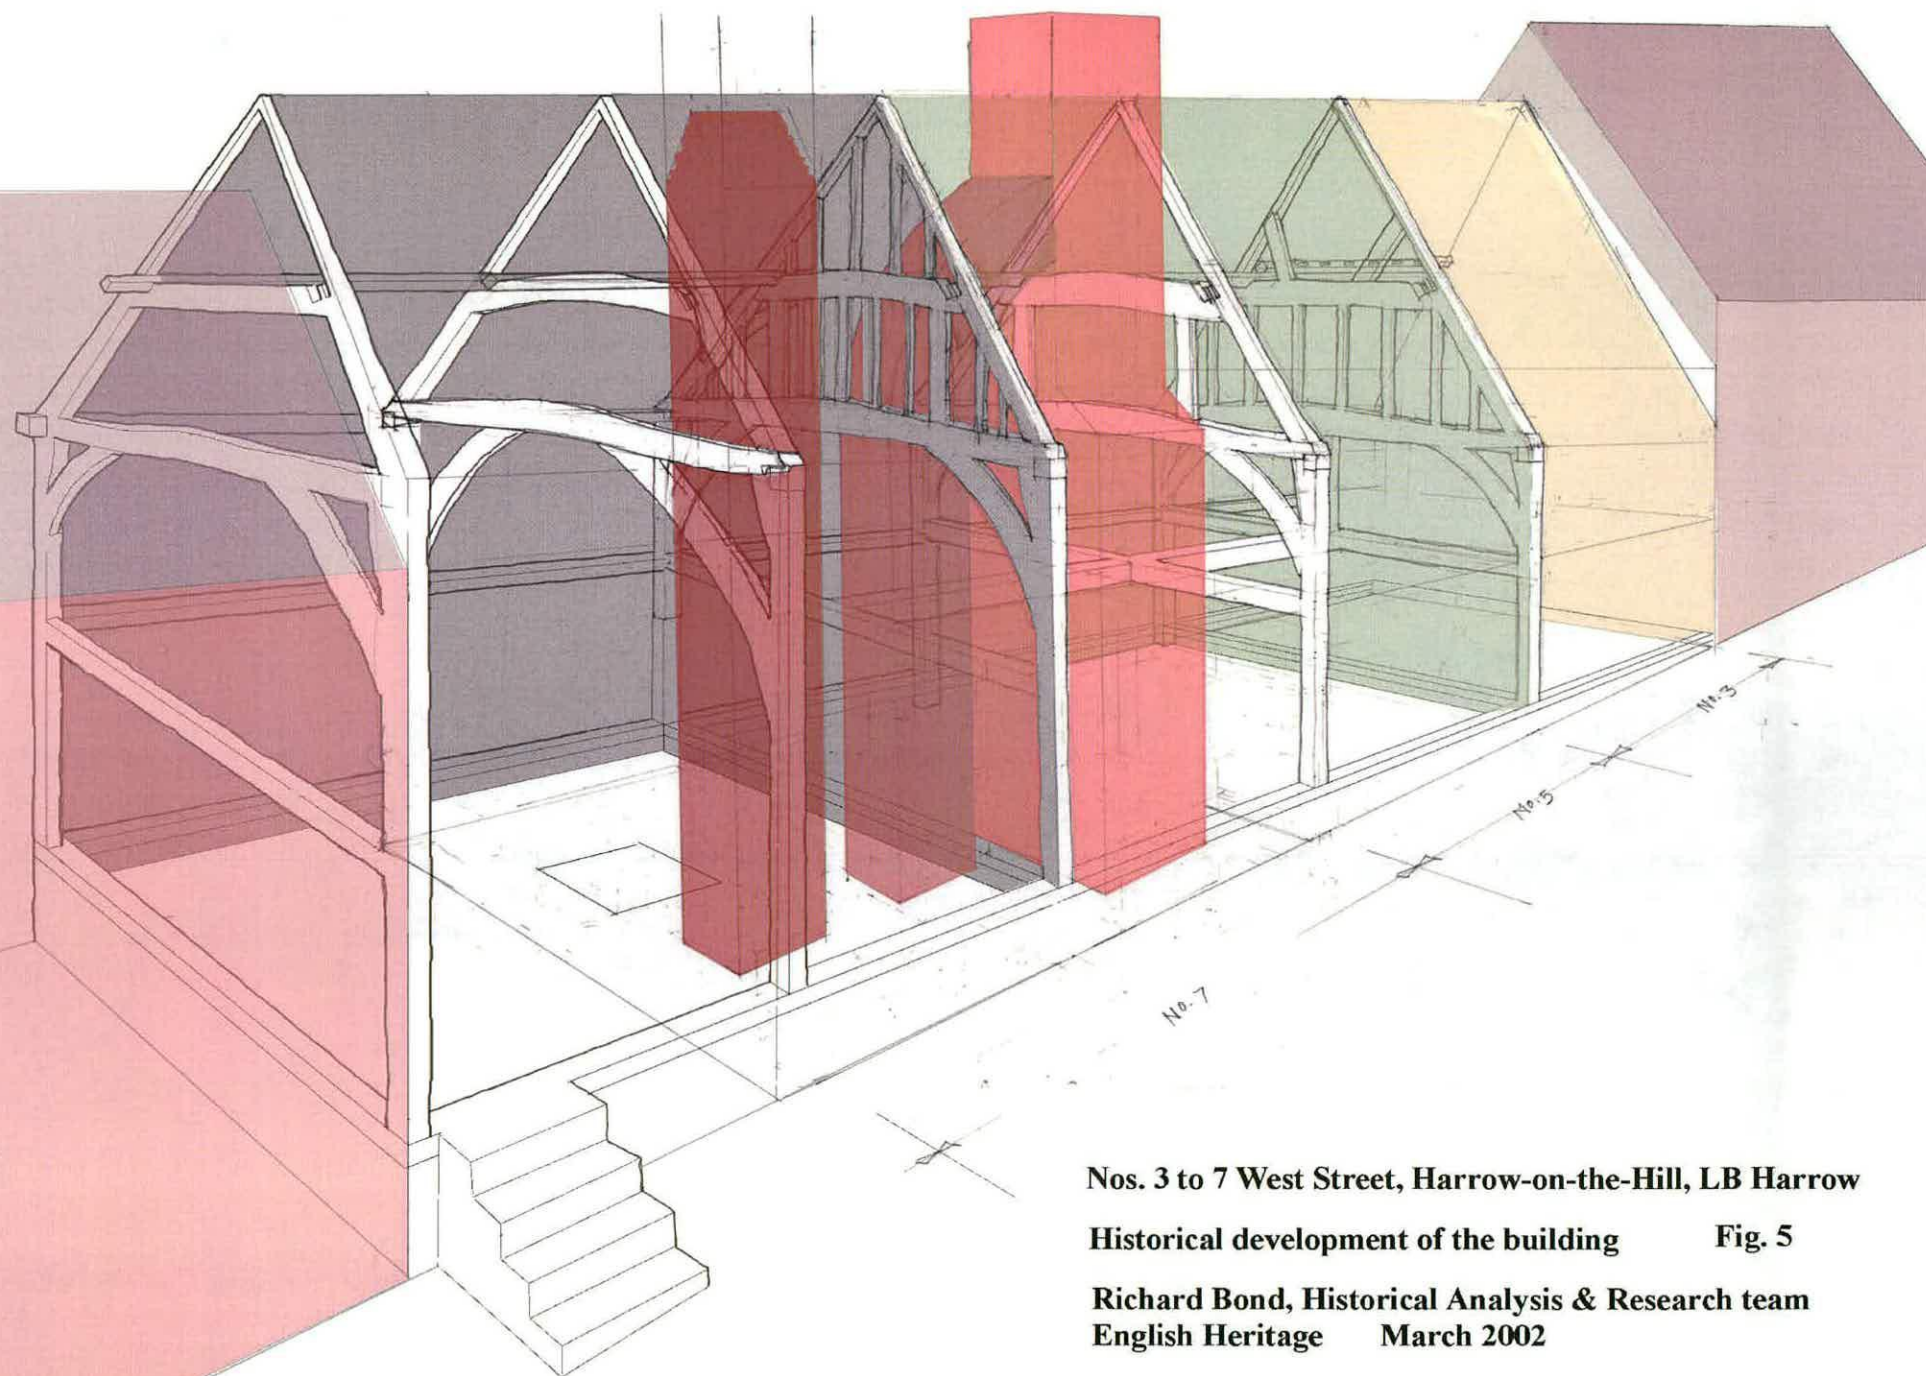 No. 3
No. 5
No. 7
Nos. 3 to 7 West Street, Harrow-on-the-Hill, LB Harrow
Historical development of the building Fig. 5
Richard Bond, Historical Analysis & Research team
English Heritage March 2002